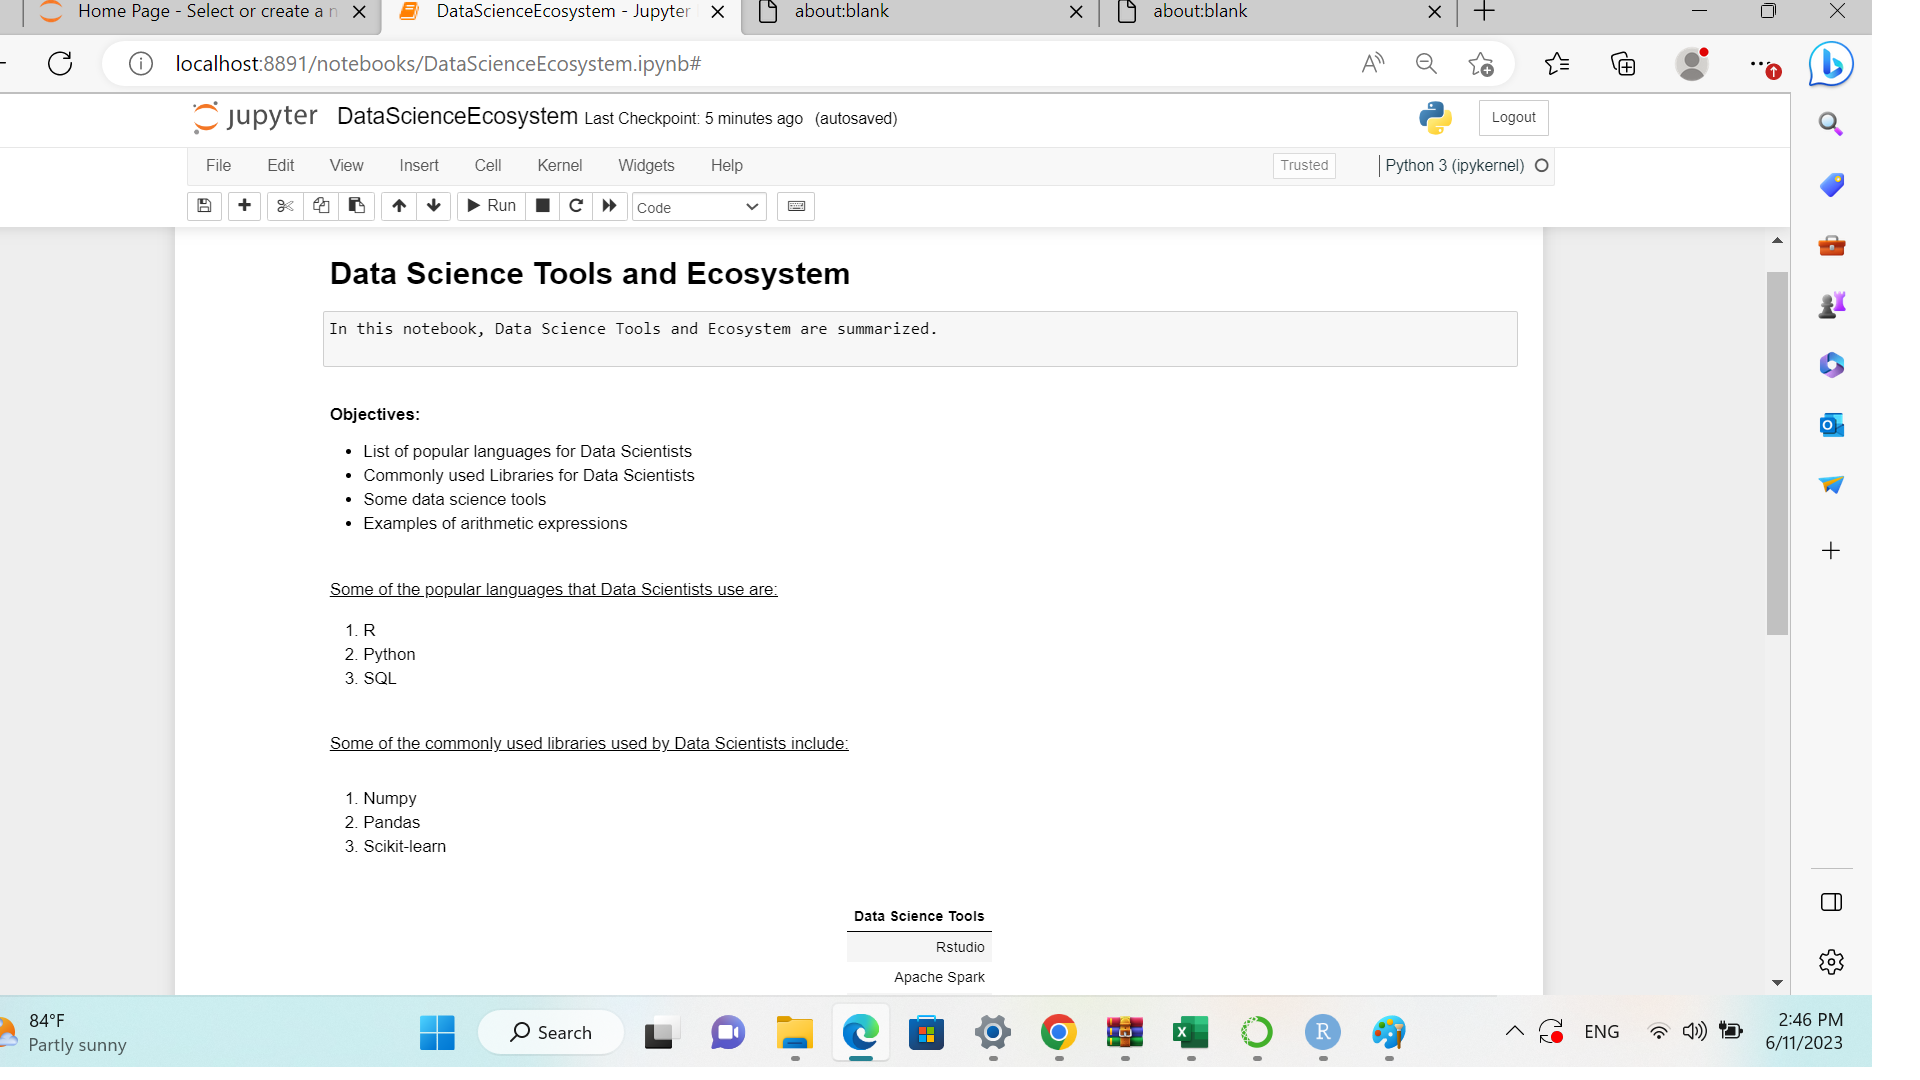 Home Page - Select or create a n
DataScienceEcosystem - Jupyter
about:blank
about:blank
localhost:8891/notebooks/DataScienceEcosystem.ipynb#
jupyter DataScienceEcosystem Last Checkpoint: 5 minutes ago (autosaved)
Logout
File Edit View Insert Cell Kernel Widgets Help
Trusted
Python 3 (ipykernel)
Run
Code
Data Science Tools and Ecosystem
In this notebook, Data Science Tools and Ecosystem are summarized.
Objectives:
• List of popular languages for Data Scientists
• Commonly used Libraries for Data Scientists
• Some data science tools
• Examples of arithmetic expressions
Some of the popular languages that Data Scientists use are:
1. R
2. Python
3. SQL
Some of the commonly used libraries used by Data Scientists include:
1. Numpy
2. Pandas
3. Scikit-learn
Data Science Tools
Rstudio
Apache Spark
84°F
Partly sunny
Search
ENG
2:46 PM
6/11/2023